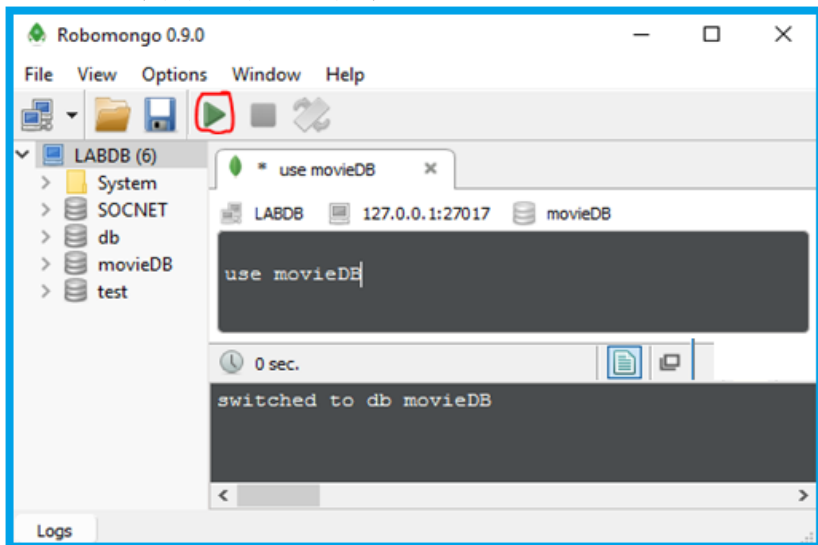 Robomongo 0.9.0
File View Options Window Help
LABDB (6)
System
SOCNET
db
movieDB
test
* use movieDB
LABDB 127.0.0.1:27017 movieDB
use movieDB
0 sec.
switched to db movieDB
Logs